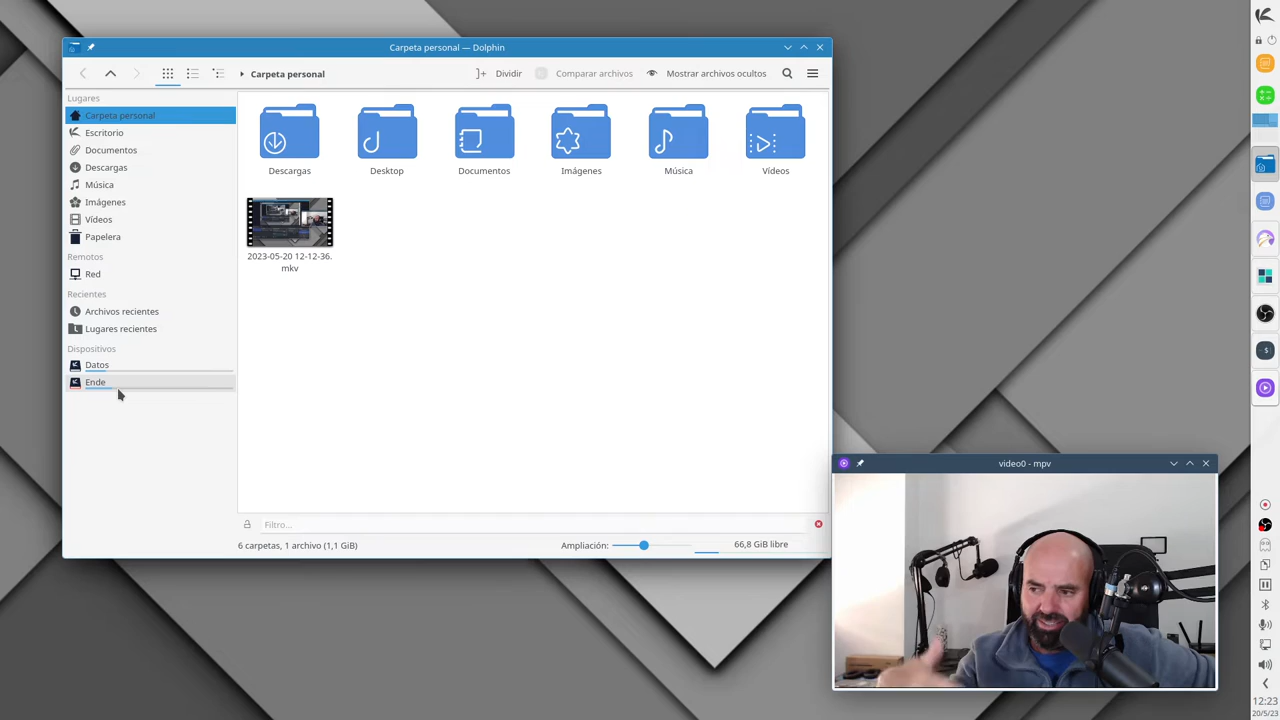 Carpeta personal — Dolphin
Carpeta personal
Dividir
Comparar archivos
Mostrar archivos ocultos
Lugares
Carpeta personal
Escritorio
Documentos
Descargas
Música
Imágenes
Vídeos
Papelera
Remotos
Red
Recientes
Archivos recientes
Lugares recientes
Dispositivos
Datos
Ende
Descargas
Desktop
Documentos
Imágenes
Música
Vídeos
2023-05-20 12-12-36.
mkv
Filtro...
6 carpetas, 1 archivo (1,1 GiB)
Ampliación:
66,8 GiB libre
video0 - mpv
12:23
20/5/23